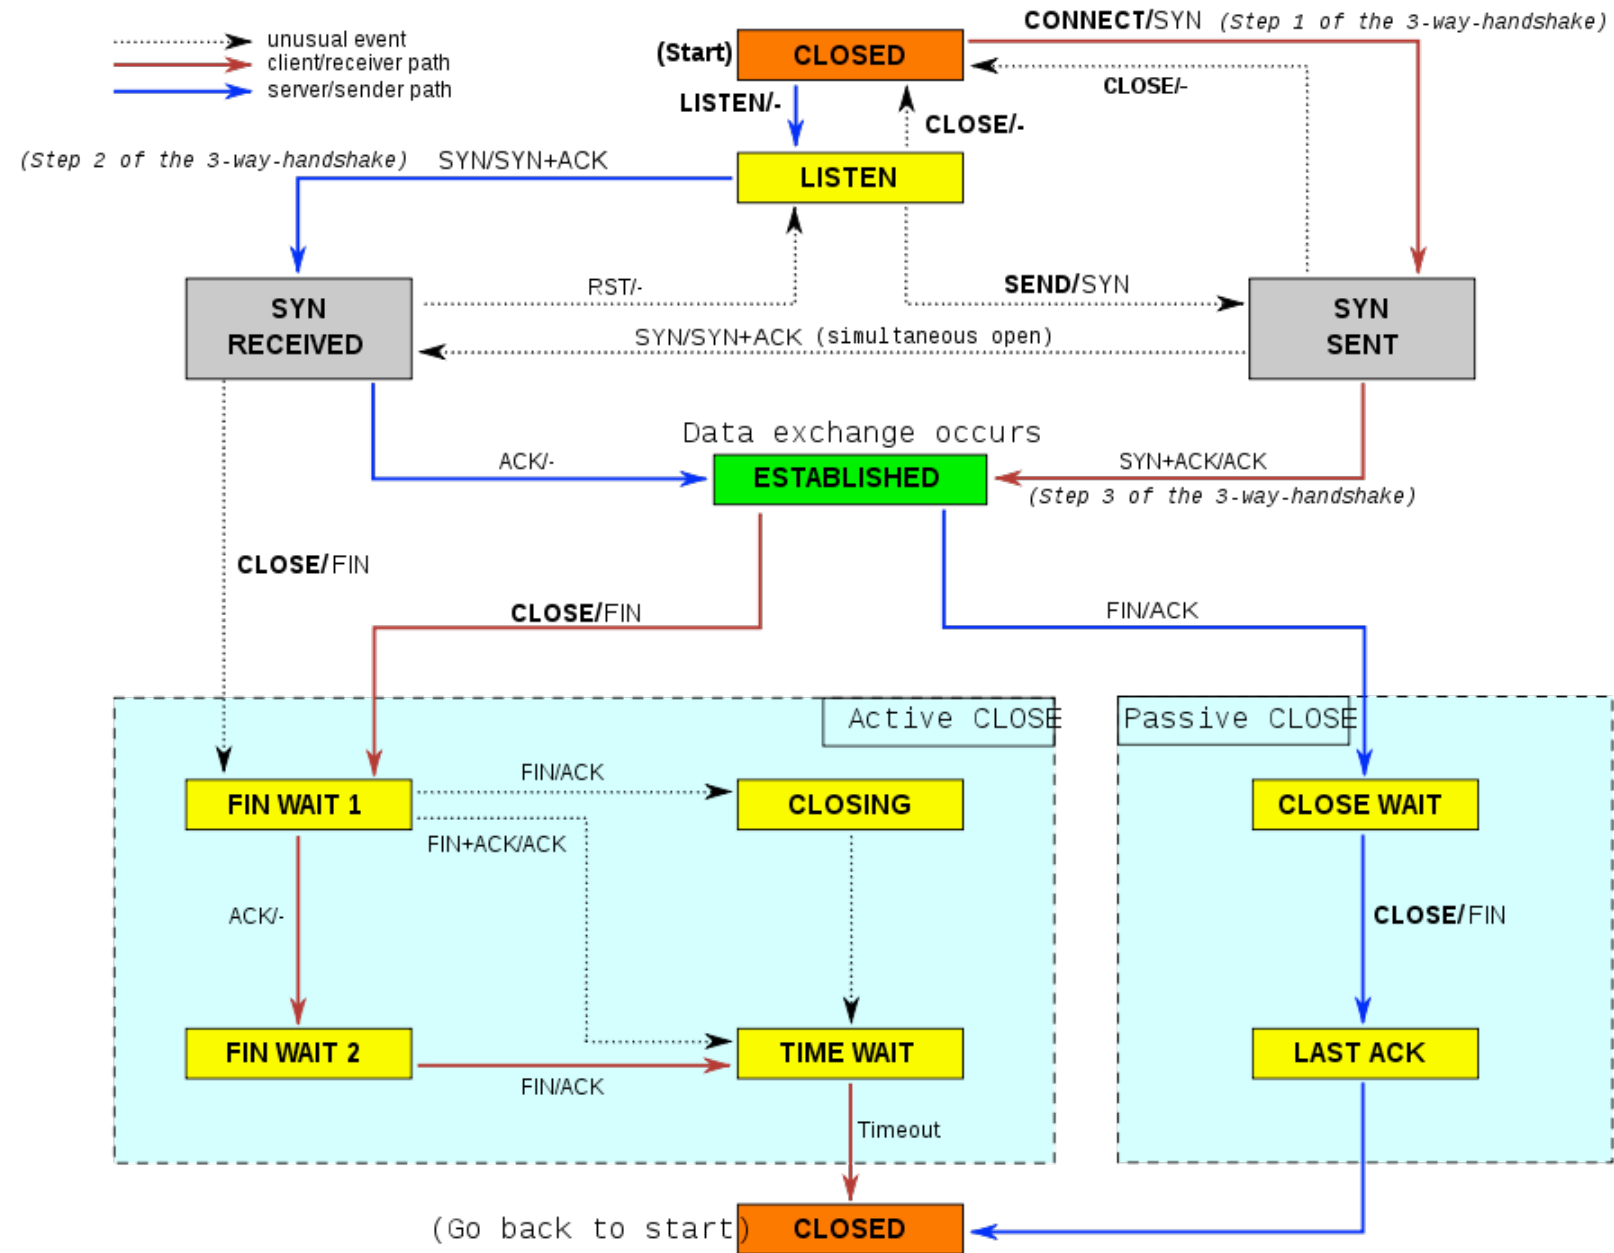 unusual event
client/receiver path
server/sender path
CONNECT/SYN (Step 1 of the 3-way-handshake)
(Start)
CLOSED
CLOSE/-
LISTEN/-
CLOSE/-
(Step 2 of the 3-way-handshake) SYN/SYN+ACK
LISTEN
RST/-
SEND/SYN
SYN
RECEIVED
SYN
SENT
SYN/SYN+ACK (simultaneous open)
Data exchange occurs
ACK/-
ESTABLISHED
SYN+ACK/ACK
(Step 3 of the 3-way-handshake)
CLOSE/FIN
CLOSE/FIN
FIN/ACK
Active CLOSE
Passive CLOSE
FIN WAIT 1
FIN/ACK
CLOSING
CLOSE WAIT
FIN+ACK/ACK
ACK/-
CLOSE/FIN
FIN WAIT 2
FIN/ACK
TIME WAIT
LAST ACK
Timeout
(Go back to start)
CLOSED